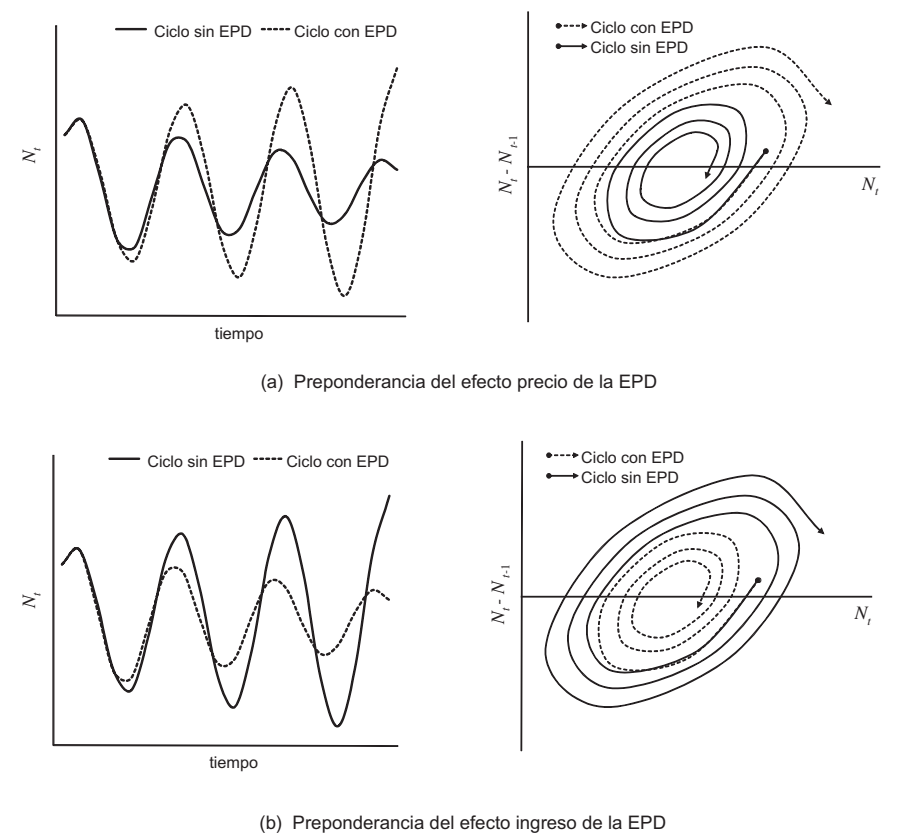 Ciclo sin EPD Ciclo con EPD
N_t
tiempo
Ciclo con EPD
Ciclo sin EPD
N_t - N_{t-1}
N_t
(a) Preponderancia del efecto precio de la EPD
Ciclo sin EPD Ciclo con EPD
N_t
tiempo
Ciclo con EPD
Ciclo sin EPD
N_t - N_{t-1}
N_t
(b) Preponderancia del efecto ingreso de la EPD